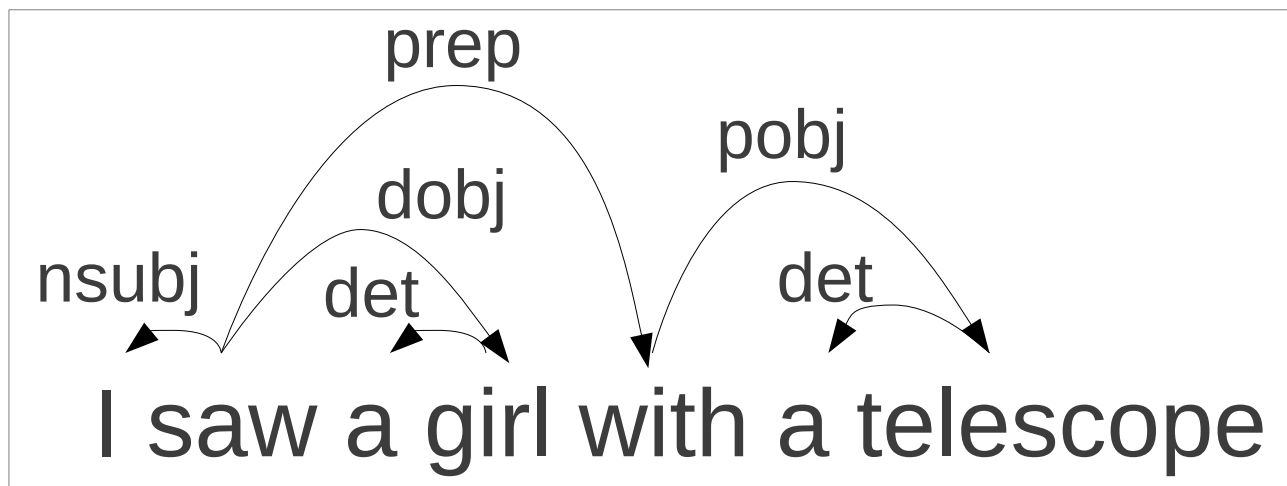 prep
pobj
dobj
nsubj
det
det
I saw a girl with a telescope